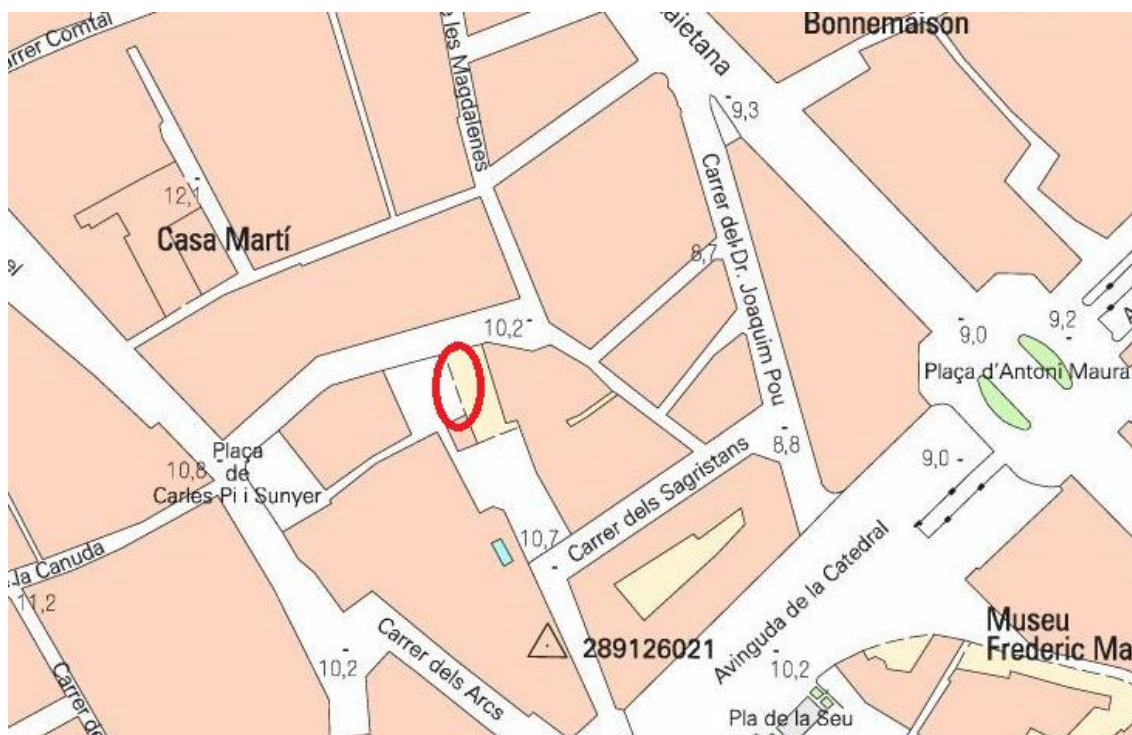 Carrer Comtal
les Magdalenes
aietana
Bonnemaison
9,3
12,1
Casa Martí
Carrer del Dr. Joaquim Pou
8,7
10,2
9,0
9,2
Plaça d'Antoni Maura
Plaça
de
Carles Pi i Sunyer
10,8
8,8
9,0
Carrer dels Sagristans
10,7
la Canuda
11,2
Avinguda de la Catedral
Carrer dels Arcs
10,2
289126021
10,2
Museu
Frederic Ma
Pla de la Seu
Carrer de